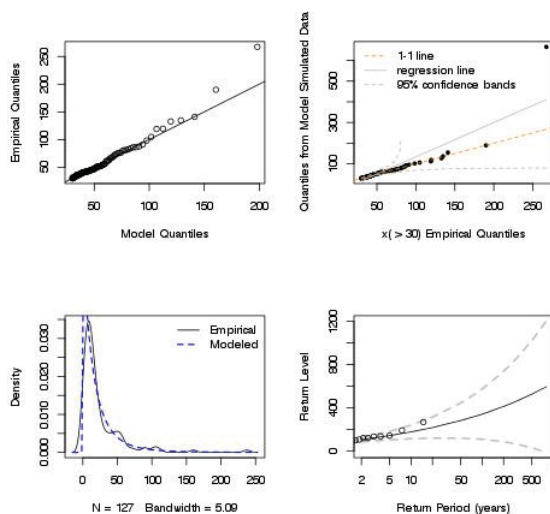 Empirical Quantiles
50 100 150 200 250
50 100 150 200
Model Quantiles
Quantiles from Model Simulated Data
100 300 600
1-1 line
regression line
95% confidence bands
50 100 150 200 250
x( > 30) Empirical Quantiles
Density
0.000 0.010 0.020 0.030
Empirical
Modeled
0 50 100 150 200 250
N = 127 Bandwidth = 5.09
Return Level
0 400 800 1200
2 5 10 20 50 200 500
Return Period (years)